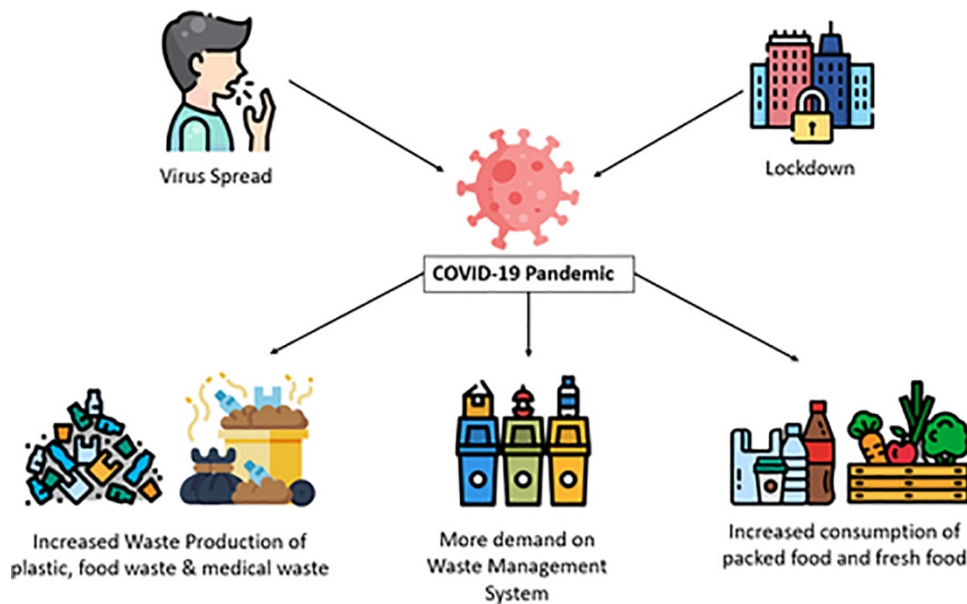 Virus Spread
Lockdown
COVID-19 Pandemic
Increased Waste Production of
plastic, food waste & medical waste
More demand on
Waste Management
System
Increased consumption of
packed food and fresh food